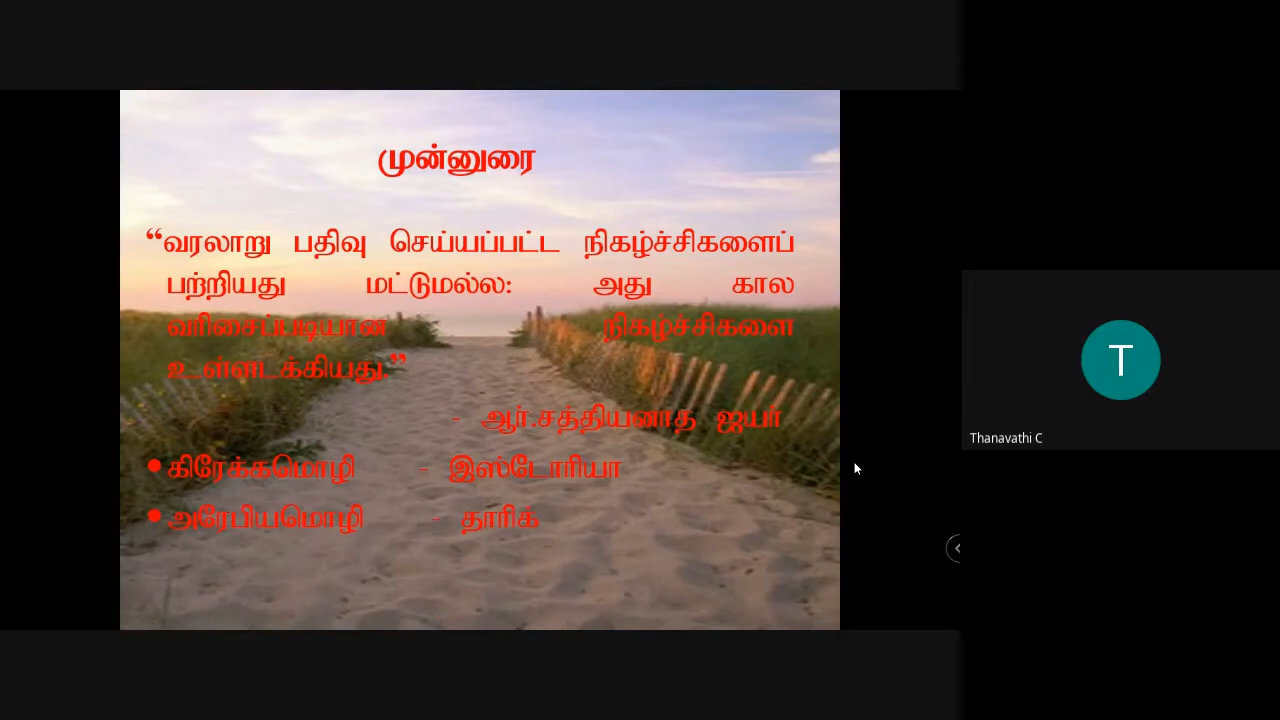 முன்னுரை
“வரலாறு பதிவு செய்யப்பட்ட நிகழ்ச்சிகளைப்
பற்றியது மட்டுமல்ல: அது கால
வரிசைப்படியான நிகழ்ச்சிகளை
உள்ளடக்கியது.”
- ஆர்.சத்தியனாத ஐயர்
• கிரேக்கமொழி - இஸ்டோரியா
• அரேபியமொழி - தாரிக்
T
Thanavathi C